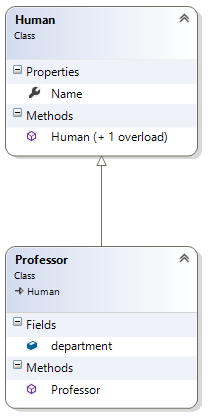 Human
Class
Properties
Name
Methods
Human (+ 1 overload)
Professor
Class
Human
Fields
department
Methods
Professor